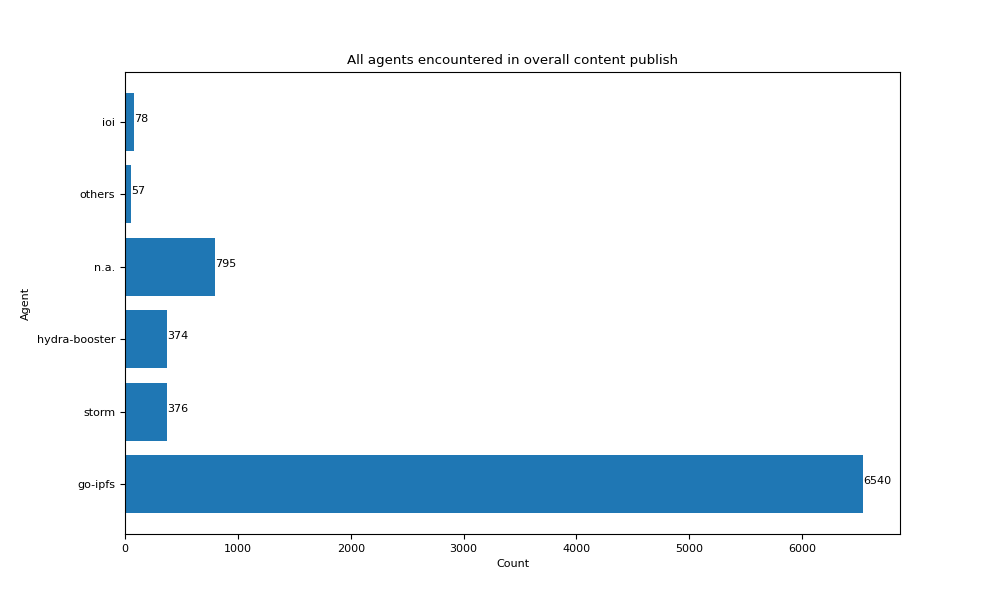 All agents encountered in overall content publish
ioi
78
others
57
n.a.
795
hydra-booster
374
storm
376
go-ipfs
6540
Agent
0 1000 2000 3000 4000 5000 6000
Count